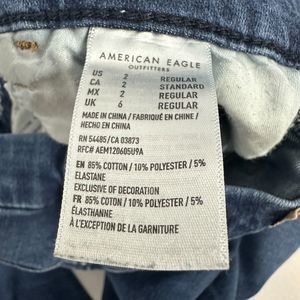 AMERICAN EAGLE
OUTFITTERS
US 2 REGULAR
CA 2 STANDARD
MX 2 REGULAR
UK 6 REGULAR
MADE IN CHINA / FABRIQUÉ EN CHINE /
HECHO EN CHINA
RN 54485/CA 03873
RFC# AEM120605U9A
EN 85% COTTON / 10% POLYESTER / 5%
ELASTANE
EXCLUSIVE OF DECORATION
FR 85% COTON / 10% POLYESTER / 5%
ÉLASTHANNE
À L'EXCEPTION DE LA GARNITURE